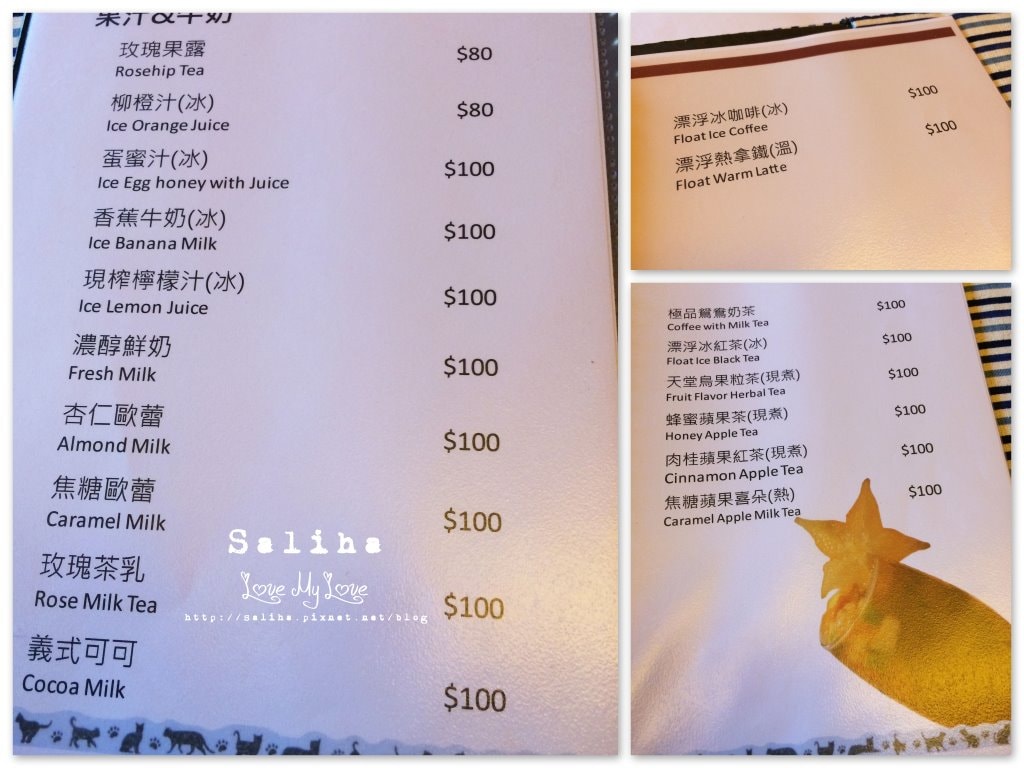 果汁&牛奶
玫瑰果露 $80
Rosehip Tea
柳橙汁(冰) $80
Ice Orange Juice
蛋蜜汁(冰) $100
Ice Egg honey with Juice
香蕉牛奶(冰) $100
Ice Banana Milk
現榨檸檬汁(冰) $100
Ice Lemon Juice
濃醇鮮奶 $100
Fresh Milk
杏仁歐蕾 $100
Almond Milk
焦糖歐蕾 $100
Caramel Milk
玫瑰茶乳 $100
Rose Milk Tea
義式可可 $100
Cocoa Milk
Saliha
Love My Love
http://saliha.pixnet.net/blog
漂浮冰咖啡(冰) $100
Float Ice Coffee
漂浮熱拿鐵(溫) $100
Float Warm Latte
極品鴛鴦奶茶 $100
Coffee with Milk Tea
漂浮冰紅茶(冰) $100
Float Ice Black Tea
天堂鳥果粒茶(現煮) $100
Fruit Flavor Herbal Tea
蜂蜜蘋果茶(現煮) $100
Honey Apple Tea
肉桂蘋果紅茶(現煮) $100
Cinnamon Apple Tea
焦糖蘋果喜朵(熱) $100
Caramel Apple Milk Tea